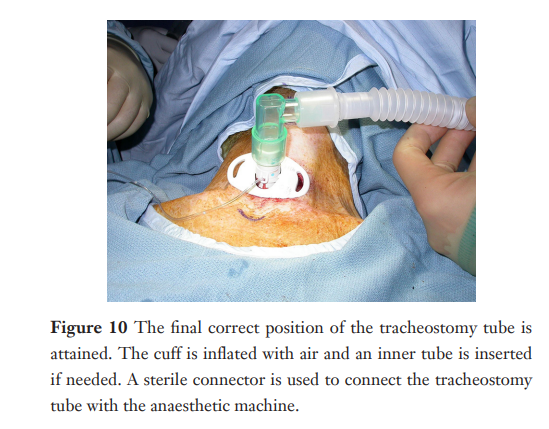 Figure 10 The final correct position of the tracheostomy tube is
attained. The cuff is inflated with air and an inner tube is inserted
if needed. A sterile connector is used to connect the tracheostomy
tube with the anaesthetic machine.